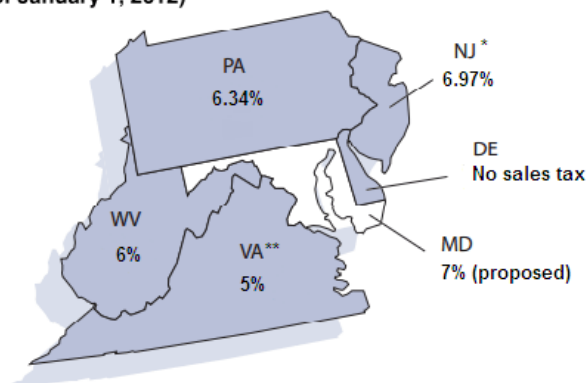 January 1, 2012)
PA
6.34%
NJ *
6.97%
DE
No sales tax
WV
6%
VA**
5%
MD
7% (proposed)